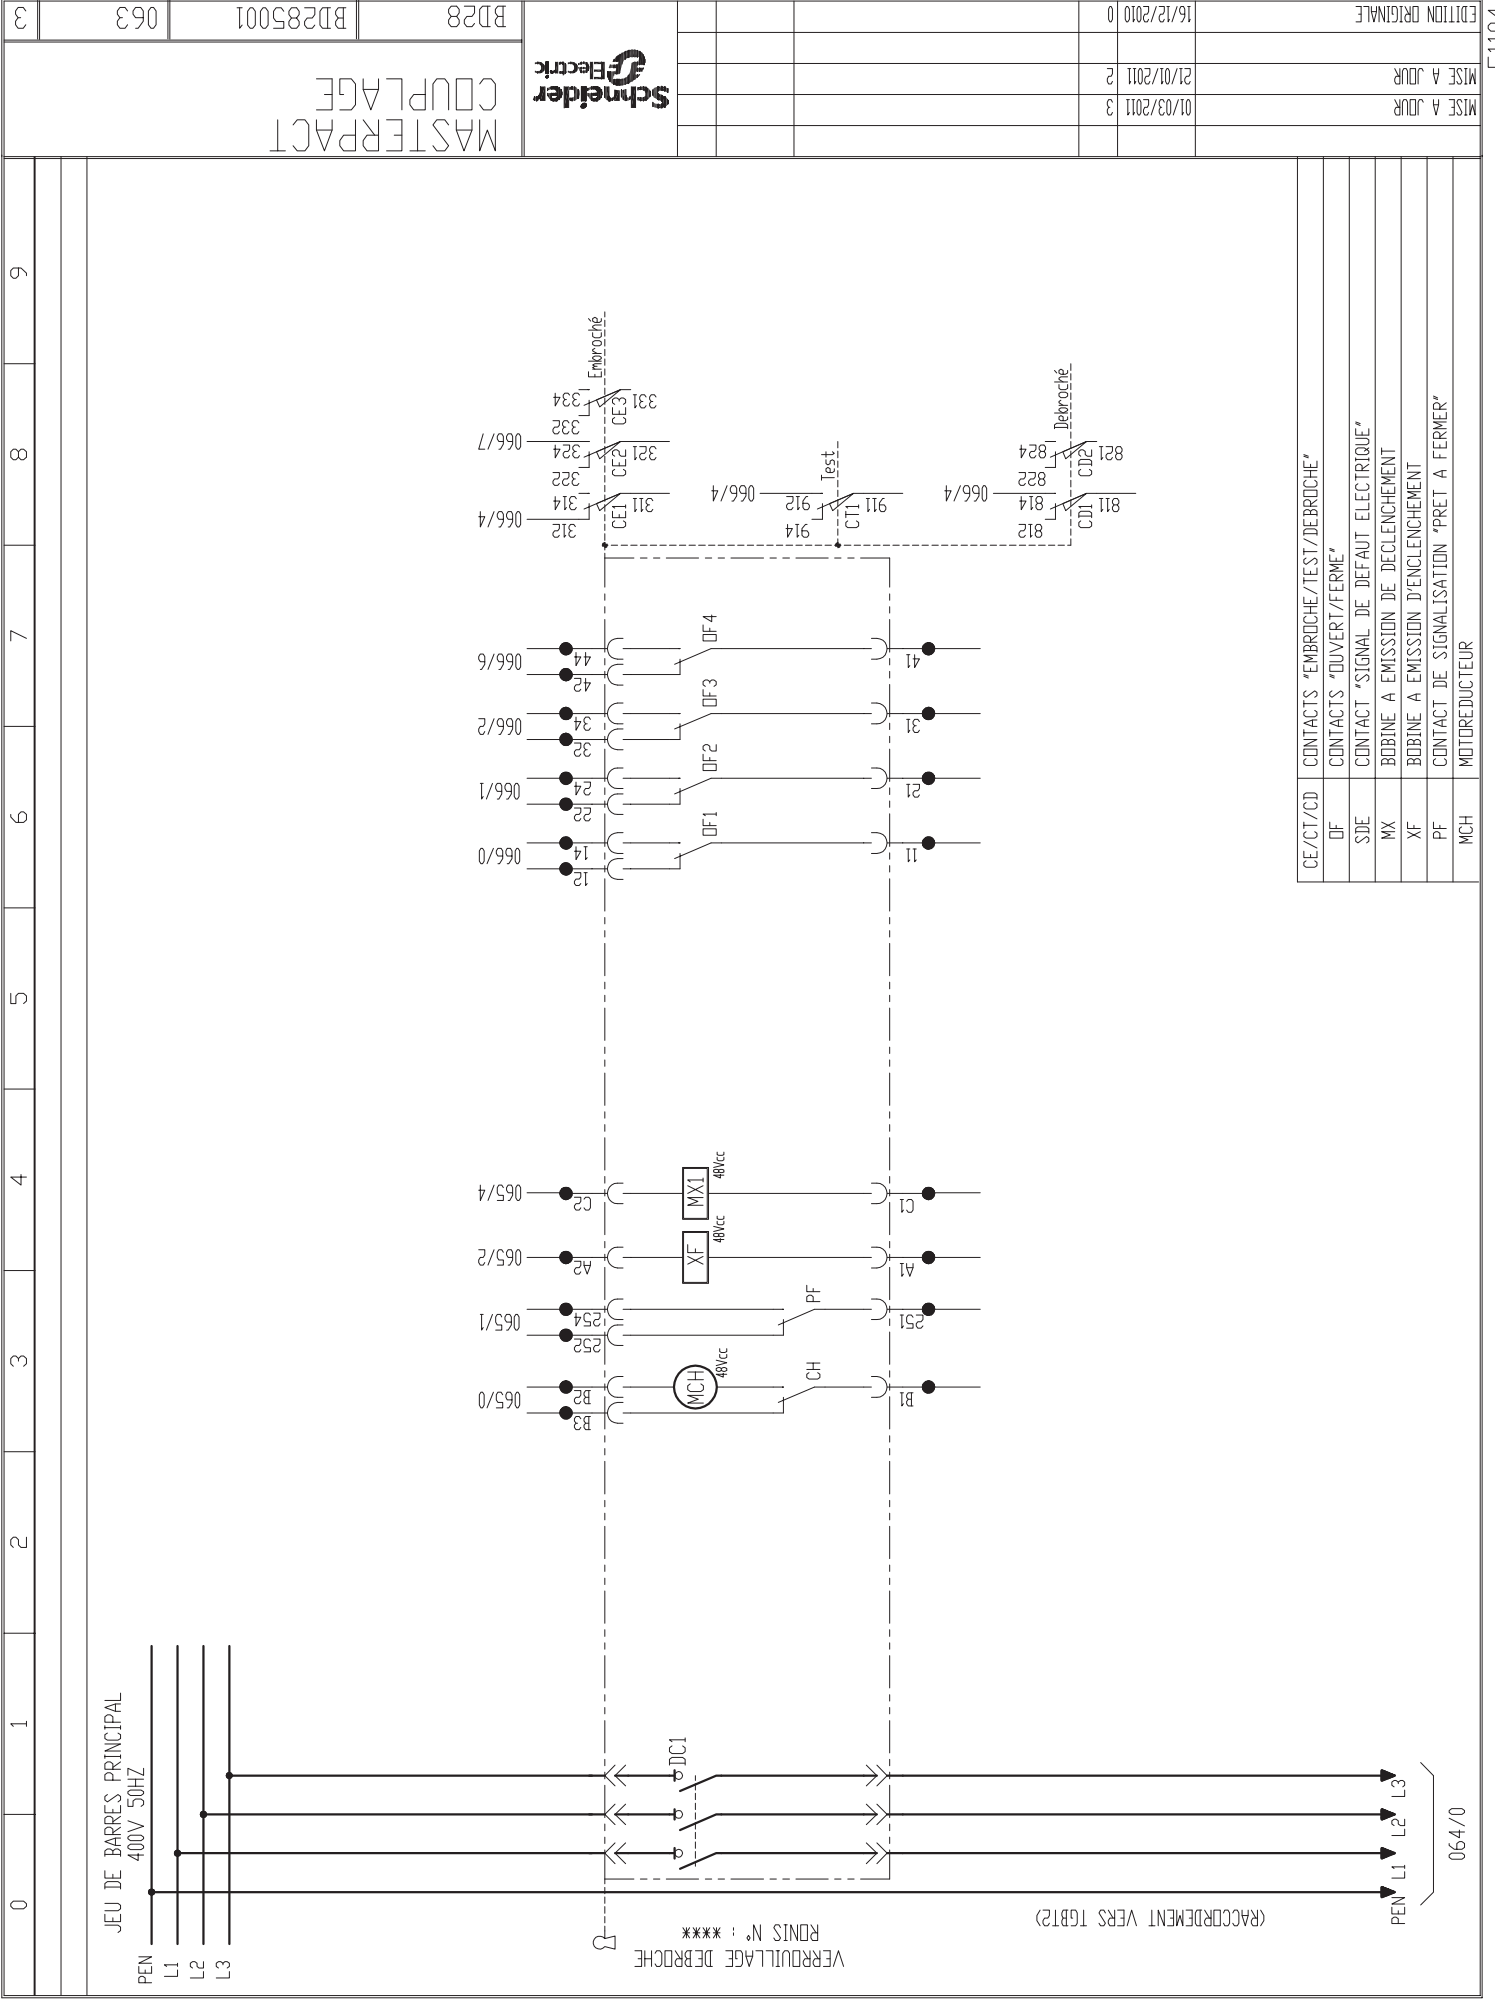 0 1 2 3 4 5 6 7 8 9
JEU DE BARRES PRINCIPAL
400V 50HZ
PEN
L1
L2
L3
VERROUILLAGE DEBROCHE
RONIS N° : ****
DC1
(RACCORDEMENT VERS TGBT2)
PEN L1 L2 L3
064/0
065/0
B3 B2
MCH
48Vcc
CH
B1
065/1
252 254
PF
251
065/2
A2
XF
48Vcc
A1
065/4
C2
MX1
48Vcc
C1
066/0
12 14
OF1
11
066/1
22 24
OF2
21
066/2
32 34
OF3
31
066/6
42 44
OF4
41
066/4
312 314
CE1 311
066/7
322 324
CE2 321
332 334
CE3 331
Embroché
066/4
914 912
CT1 911
Test
066/4
812 814
CD1 811
822 824
CD2 821
Debroché
CE/CT/CD CONTACTS "EMBROCHE/TEST/DEBROCHE"
OF CONTACTS "OUVERT/FERME"
SDE CONTACT "SIGNAL DE DEFAUT ELECTRIQUE"
MX BOBINE A EMISSION DE DECLENCHEMENT
XF BOBINE A EMISSION D'ENCLENCHEMENT
PF CONTACT DE SIGNALISATION "PRET A FERMER"
MCH MOTOREDUCTEUR
01/03/2011 3 MISE A JOUR
21/01/2011 2 MISE A JOUR
16/12/2010 0 EDITION ORIGINALE
Schneider
Electric
MASTERPACT
COUPLAGE
BD28 BD285001 063 3